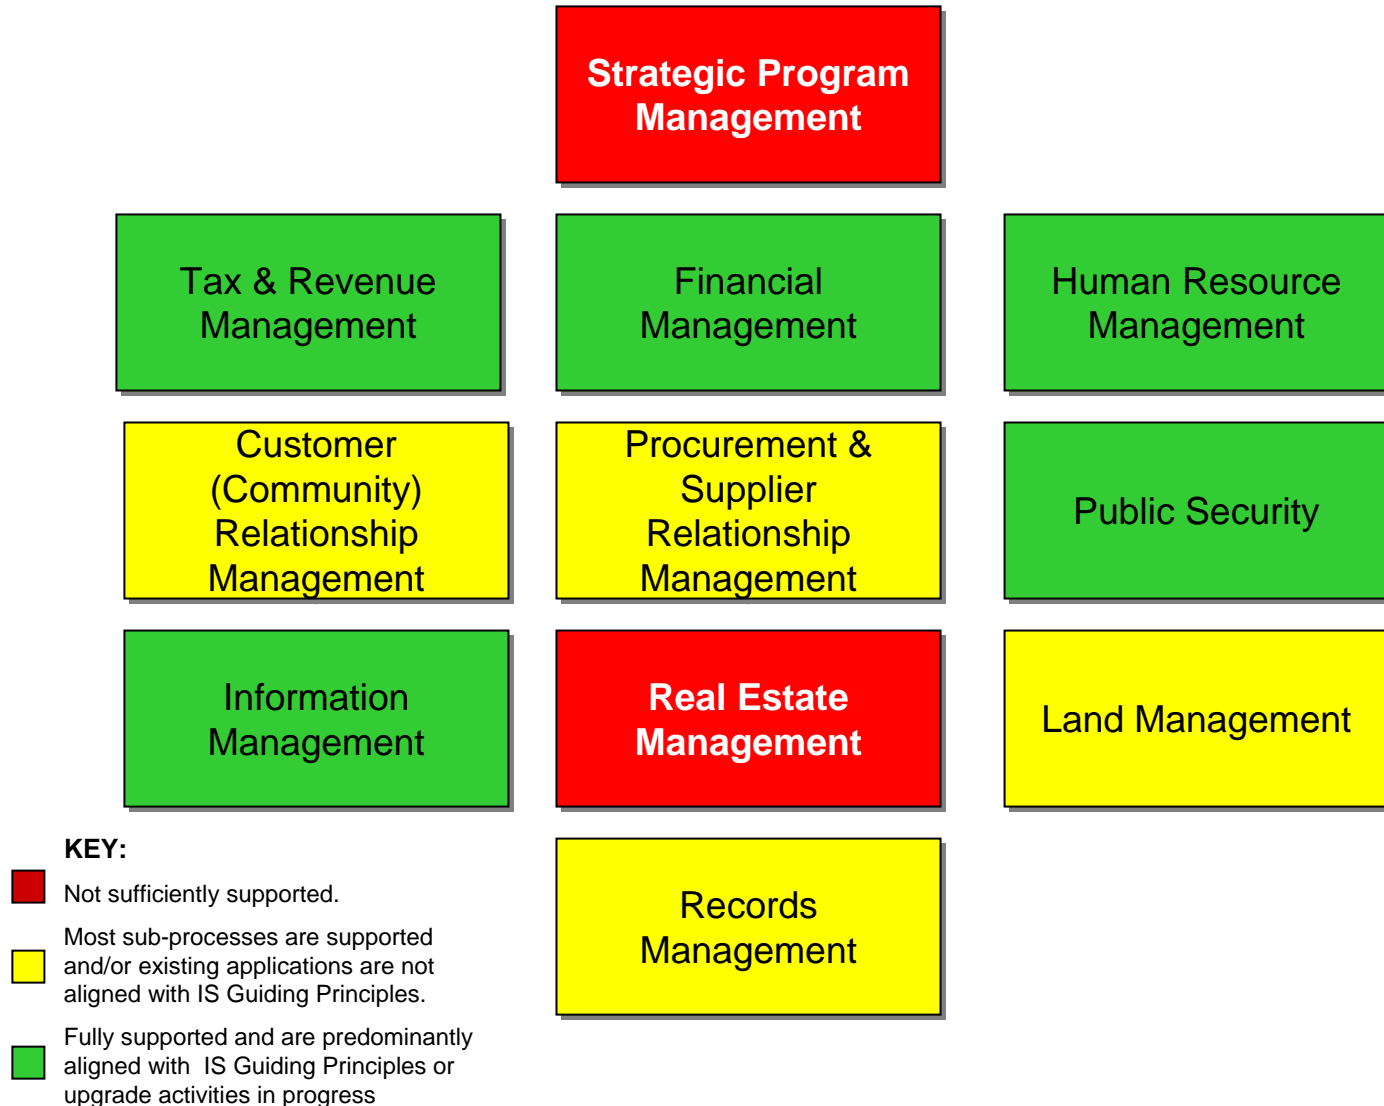 Strategic Program
Management
Tax & Revenue
Management
Financial
Management
Human Resource
Management
Customer
(Community)
Relationship
Management
Procurement &
Supplier
Relationship
Management
Public Security
Information
Management
Real Estate
Management
Land Management
Records
Management
KEY:
Not sufficiently supported.
Most sub-processes are supported
and/or existing applications are not
aligned with IS Guiding Principles.
Fully supported and are predominantly
aligned with  IS Guiding Principles or
upgrade activities in progress